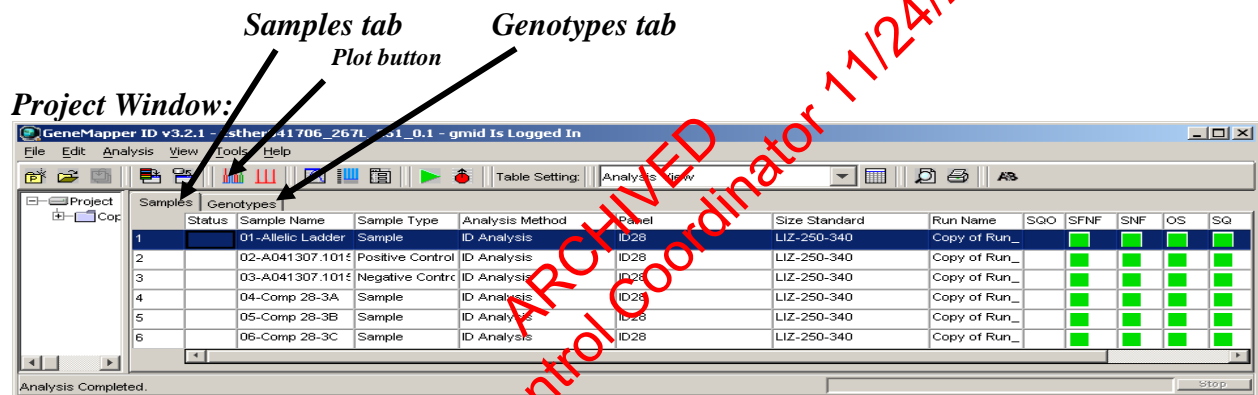 Samples tab Genotypes tab
Plot button
Project Window:
GeneMapper ID v3.2.1 - 0.1 - gmid Is Logged In
File Edit Analysis View Tools Help
Table Setting: Analysis View
Project
Cop
Samples Genotypes
Status Sample Name Sample Type Analysis Method Panel Size Standard Run Name SQO SFNF SNF OS SQ
1 01-Allelic Ladder Sample ID Analysis ID28 LIZ-250-340 Copy of Run_
2 02-A041307.101 Positive Control ID Analysis ID28 LIZ-250-340 Copy of Run_
3 03-A041307.101 Negative Contrc ID Analysis ID28 LIZ-250-340 Copy of Run_
4 04-Comp 28-3A Sample ID Analysis ID28 LIZ-250-340 Copy of Run_
5 05-Comp 28-3B Sample ID Analysis ID28 LIZ-250-340 Copy of Run_
6 06-Comp 28-3C Sample ID Analysis ID28 LIZ-250-340 Copy of Run_
Analysis Completed.
Stop
ARCHIVED
ntrol Coordinator 11/24/